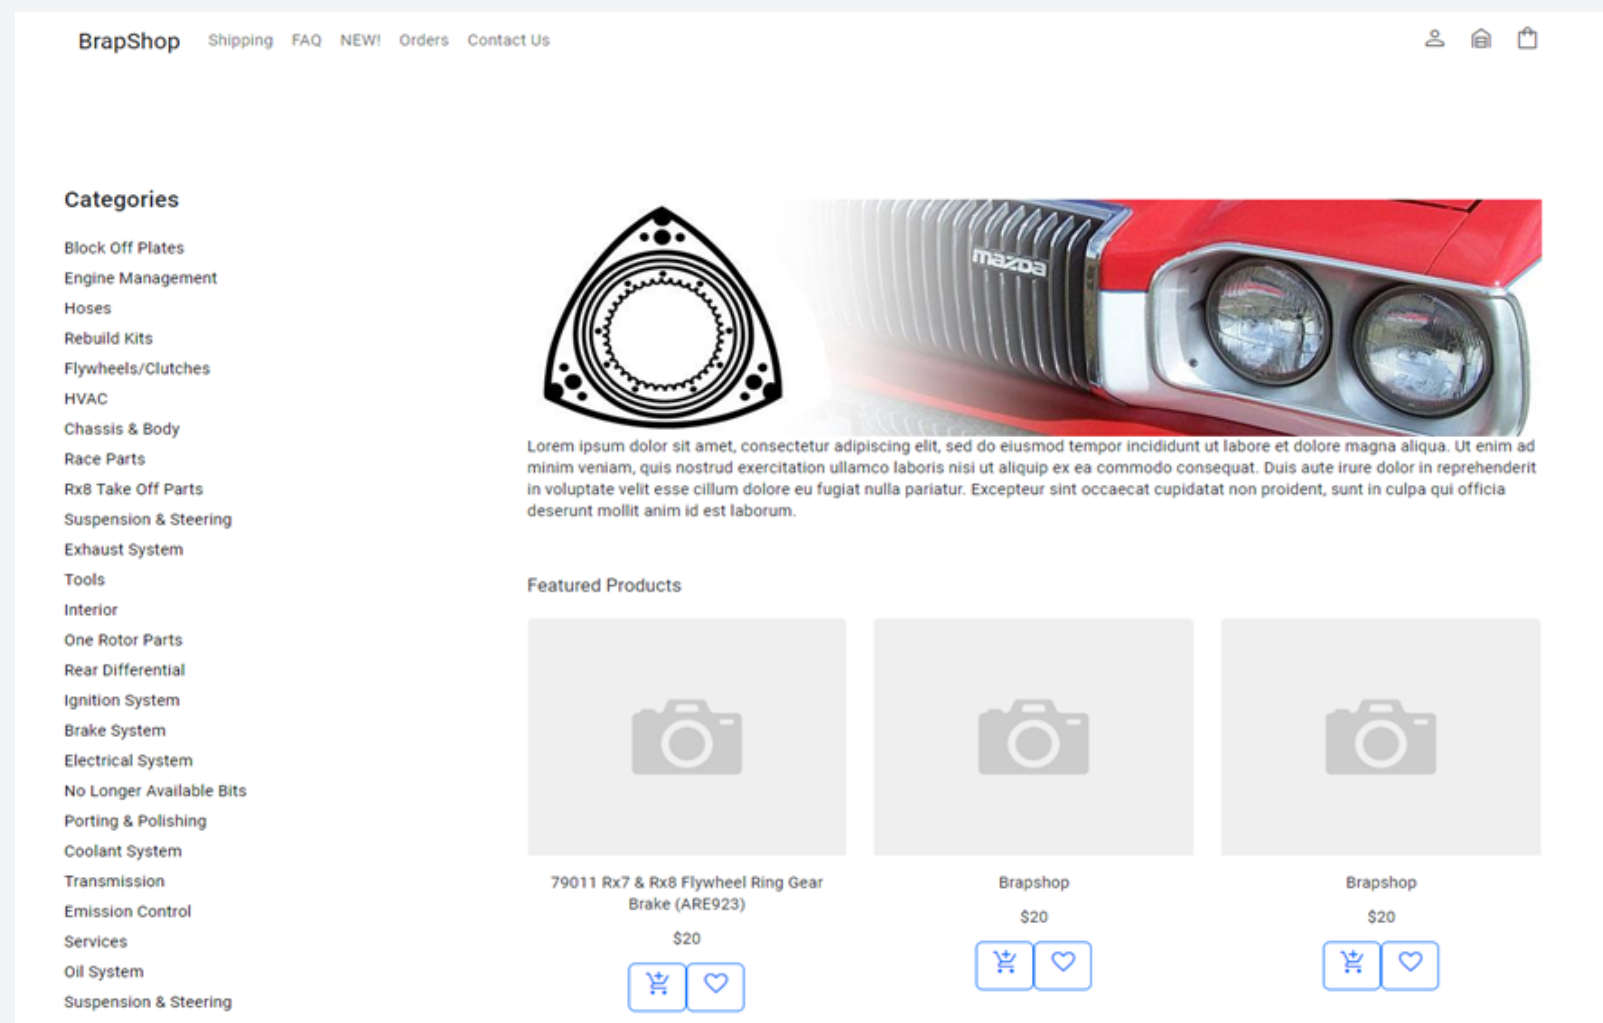 BrapShop Shipping FAQ NEW! Orders Contact Us
Categories
Block Off Plates
Engine Management
Hoses
Rebuild Kits
Flywheels/Clutches
HVAC
Chassis & Body
Race Parts
Rx8 Take Off Parts
Suspension & Steering
Exhaust System
Tools
Interior
One Rotor Parts
Rear Differential
Ignition System
Brake System
Electrical System
No Longer Available Bits
Porting & Polishing
Coolant System
Transmission
Emission Control
Services
Oil System
Suspension & Steering
mazda
Lorem ipsum dolor sit amet, consectetur adipiscing elit, sed do eiusmod tempor incididunt ut labore et dolore magna aliqua. Ut enim ad
minim veniam, quis nostrud exercitation ullamco laboris nisi ut aliquip ex ea commodo consequat. Duis aute irure dolor in reprehenderit
in voluptate velit esse cillum dolore eu fugiat nulla pariatur. Excepteur sint occaecat cupidatat non proident, sunt in culpa qui officia
deserunt mollit anim id est laborum.
Featured Products
79011 Rx7 & Rx8 Flywheel Ring Gear
Brake (ARE923)
$20
Brapshop
$20
Brapshop
$20